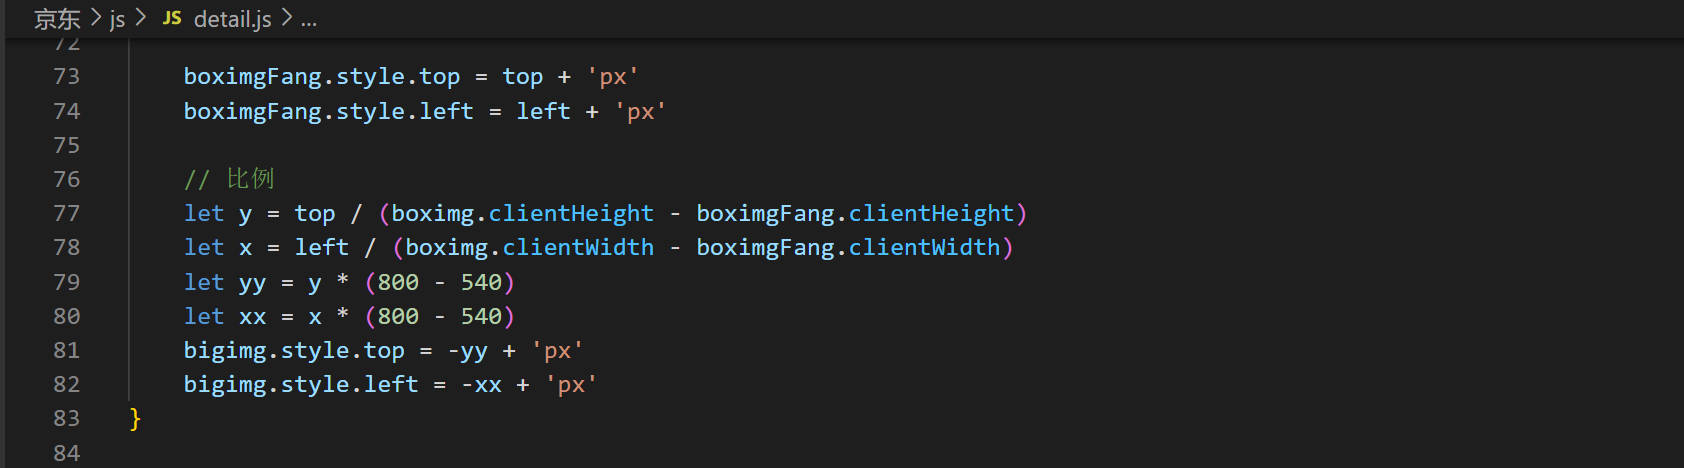 京东 > js > JS detail.js > ...
72
73 boximgFang.style.top = top + 'px'
74 boximgFang.style.left = left + 'px'
75
76 // 比例
77 let y = top / (boximg.clientHeight - boximgFang.clientHeight)
78 let x = left / (boximg.clientWidth - boximgFang.clientWidth)
79 let yy = y * (800 - 540)
80 let xx = x * (800 - 540)
81 bigimg.style.top = -yy + 'px'
82 bigimg.style.left = -xx + 'px'
83 }
84